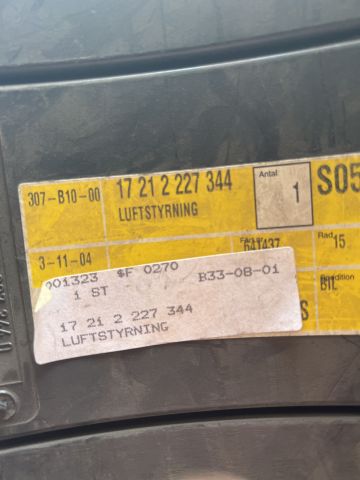 307-B10-00 17 21 2 227 344 Antal 1 S05
LUFTSTYRNING
3-11-04 641437 Rad 15
BIL
S
001323 $F 0270 B33-08-01
1 ST
17 21 2 227 344
LUFTSTYRNING